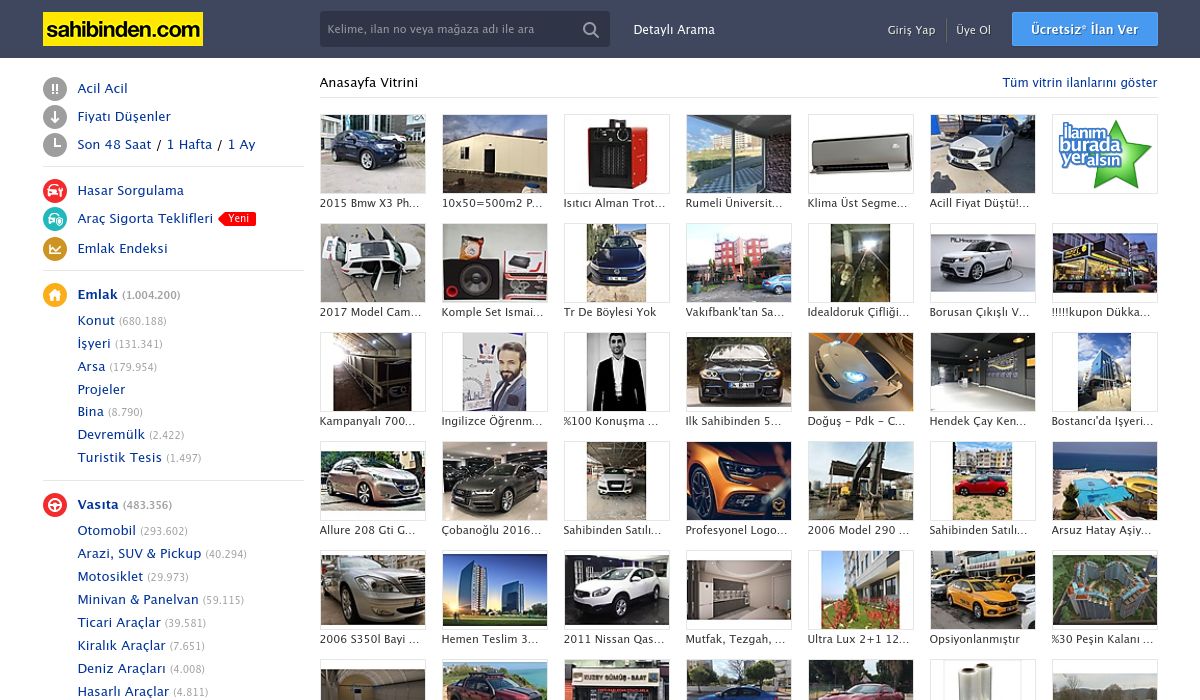 sahibinden.com
Kelime, ilan no veya mağaza adı ile ara
Detaylı Arama
Giriş Yap
Üye Ol
Ücretsiz* İlan Ver
Acil Acil
Fiyatı Düşenler
Son 48 Saat / 1 Hafta / 1 Ay
Hasar Sorgulama
Araç Sigorta Teklifleri Yeni
Emlak Endeksi
Emlak (1.004.200)
Konut (680.188)
İşyeri (131.341)
Arsa (179.954)
Projeler
Bina (8.790)
Devremülk (2.422)
Turistik Tesis (1.497)
Vasıta (483.356)
Otomobil (293.602)
Arazi, SUV & Pickup (40.294)
Motosiklet (29.973)
Minivan & Panelvan (59.115)
Ticari Araçlar (39.581)
Kiralık Araçlar (7.651)
Deniz Araçları (4.008)
Hasarlı Araçlar (4.811)
Anasayfa Vitrini
Tüm vitrin ilanlarını göster
ilanım
burada
yer alsın
2015 Bmw X3 Ph...
10x50=500m2 P...
Isıtıcı Alman Trot...
Rumeli Üniversit...
Klima Üst Segme...
Acill Fiyat Düştü!...
2017 Model Cam...
Komple Set Ismai...
Tr De Böylesi Yok
Vakıfbank'tan Sa...
Idealdoruk Çifliği...
Borusan Çıkışlı V...
!!!!!kupon Dükka...
Kampanyalı 700...
Ingilizce Öğrenm...
%100 Konuşma ...
Ilk Sahibinden 5...
Doğuş - Pdk - C...
Hendek Çay Ken...
Bostancı'da Işyeri...
Allure 208 Gti G...
Çobanoğlu 2016...
Sahibinden Satılı...
Profesyonel Logo...
2006 Model 290 ...
Sahibinden Satılı...
Arsuz Hatay Aşiy...
2006 S350l Bayi ...
Hemen Teslim 3...
2011 Nissan Qas...
Mutfak, Tezgah, ...
Ultra Lux 2+1 12...
Opsiyonlanmıştır
%30 Peşin Kalanı ...
KUZEY GÜMÜŞ - SAAT